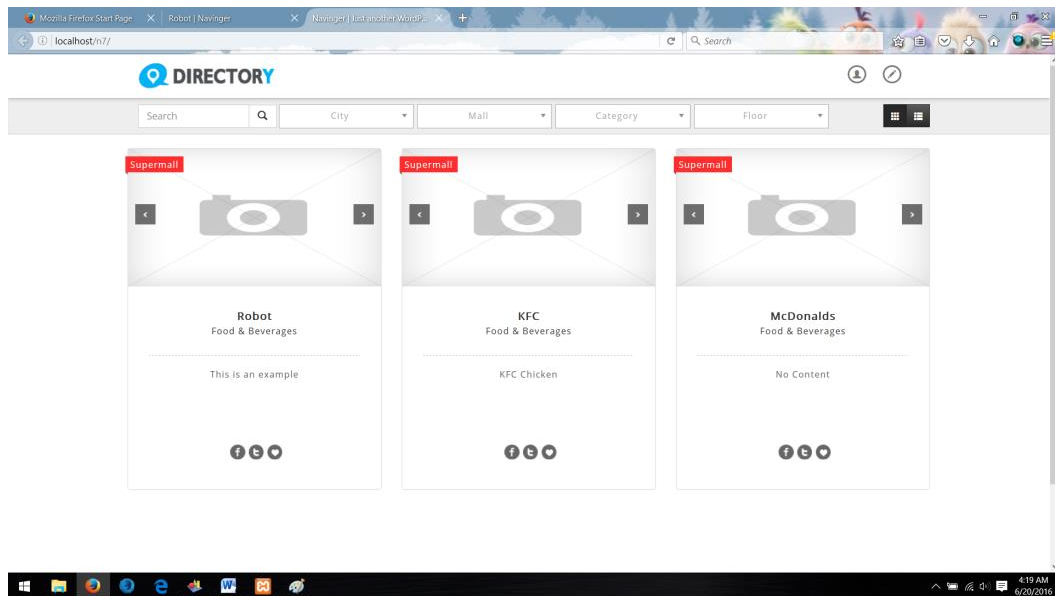 Mozilla Firefox Start Page
Robot | Navinger
Navinger | Just another WordP...
localhost/n7/
Search
DIRECTORY
Search
City
Mall
Category
Floor
Supermall
Supermall
Supermall
Robot
Food & Beverages
This is an example
KFC
Food & Beverages
KFC Chicken
McDonalds
Food & Beverages
No Content
4:19 AM
6/20/2016